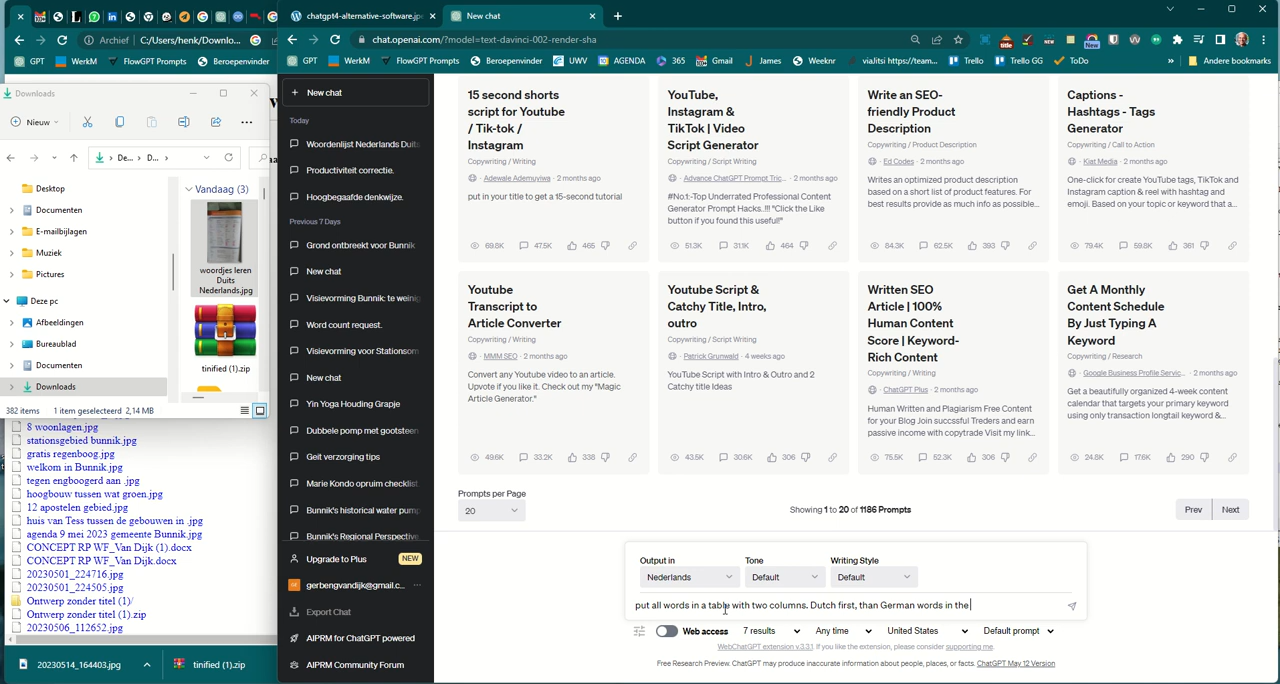 chatgpt4-alternative-software.jpe
New chat
Archief
C:/Users/henk/Downlo...
chat.openai.com/?model=text-davinci-002-render-sha
GPT
WerkM
FlowGPT Prompts
Beroepenvinder
GPT
WerkM
FlowGPT Prompts
Beroepenvinder
UWV
AGENDA
365
Gmail
James
Weeknr
viaJitsi https://team...
Trello
Trello GG
ToDo
»
Andere bookmarks
Downloads
Nieuw
De...
D...
Desktop
Documenten
E-mailbijlagen
Muziek
Pictures
Deze pc
Afbeeldingen
Bureaublad
Documenten
Downloads
Vandaag (3)
woordjes leren
Duits
Nederlands.jpg
tinified (1).zip
382 items
1 item geselecteerd 2,14 MB
8 woonlagen.jpg
stationsgebied bunnik.jpg
gratis regenboog.jpg
welkom in Bunnik.jpg
tegen engboogerd aan .jpg
hoogbouw tussen wat groen.jpg
12 apostelen gebied.jpg
huis van Tess tussen de gebouwen in .jpg
agenda 9 mei 2023 gemeente Bunnik.jpg
CONCEPT RP WF_Van Dijk (1).docx
CONCEPT RP WF_Van Dijk.docx
20230501_224716.jpg
20230501_224505.jpg
Ontwerp zonder titel (1)/
Ontwerp zonder titel (1).zip
20230506_112652.jpg
20230514_164403.jpg
tinified (1).zip
New chat
Today
Woordenlijst Nederlands Duits
Productiviteit correctie.
Hoogbegaafde denkwijze.
Previous 7 Days
Grond ontbreekt voor Bunnik
New chat
Visievorming Bunnik: te weinig
Word count request.
Visievorming voor Stationsom
New chat
Yin Yoga Houding Grapje
Dubbele pomp met gootsteen
Geit verzorging tips
Marie Kondo opruim checklist
Bunnik's historical water pump
Bunnik's Regional Perspective
Upgrade to Plus
NEW
gerbengvandijk@gmail.c...
Export Chat
AIPRM for ChatGPT powered
AIPRM Community Forum
15 second shorts
script for Youtube
/ Tik-tok /
Instagram
Copywriting / Writing
Adewale Ademuyiwa · 2 months ago
put in your title to get a 15-second tutorial
69.8K
47.5K
465
YouTube,
Instagram &
TikTok | Video
Script Generator
Copywriting / Script Writing
Advance ChatGPT Prompt Tric... · 2 months ago
#No.1:-Top Underrated Professional Content
Generator Prompt Hacks..!!! "Click the Like
button if you found this useful!"
51.3K
31.1K
464
Write an SEO-
friendly Product
Description
Copywriting / Product Description
Ed Codes · 2 months ago
Writes an optimized product description
based on a short list of product features. For
best results provide as much info as possible...
84.3K
62.5K
393
Captions -
Hashtags - Tags
Generator
Copywriting / Call to Action
Kiat Media · 2 months ago
One-click for create YouTube tags, TikTok and
Instagram caption & reel with hashtag and
emoji. Based on your topic or keyword that a...
79.4K
59.8K
361
Youtube
Transcript to
Article Converter
Copywriting / Writing
MMM SEO · 2 months ago
Convert any Youtube video to an article.
Upvote if you like it. Check out my "Magic
Article Generator."
49.6K
33.2K
338
Youtube Script &
Catchy Title, Intro,
outro
Copywriting / Script Writing
Patrick Grunwald · 4 weeks ago
YouTube Script with Intro & Outro and 2
Catchy title Ideas
43.5K
30.6K
306
Written SEO
Article | 100%
Human Content
Score | Keyword-
Rich Content
Copywriting / Writing
ChatGPT Plus · 2 months ago
Human Written and Plagiarism Free Content
for your Blog Join succssful Treders and earn
passive income with copytrade Visit my link...
75.5K
52.3K
306
Get A Monthly
Content Schedule
By Just Typing A
Keyword
Copywriting / Research
Google Business Profile Servic... · 2 months ago
Get a beautifully organized 4-week content
calendar that targets your primary keyword
using only transaction longtail keyword &...
24.8K
17.6K
290
Prompts per Page
20
Showing 1 to 20 of 1186 Prompts
Prev
Next
Output in
Tone
Writing Style
Nederlands
Default
Default
put all words in a table with two columns. Dutch first, than German words in the
Web access
7 results
Any time
United States
Default prompt
WebChatGPT extension v.3.3.1. If you like the extension, please consider supporting me.
Free Research Preview. ChatGPT may produce inaccurate information about people, places, or facts. ChatGPT May 12 Version